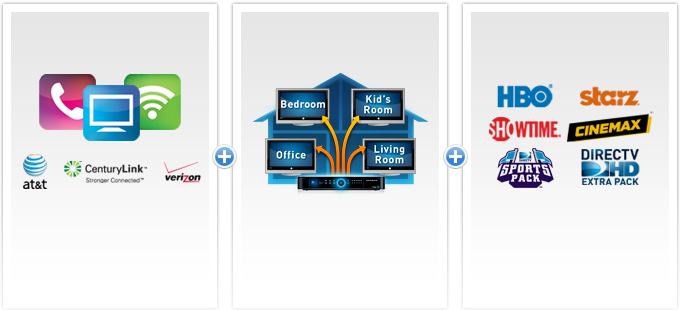 at&t
CenturyLink™
Stronger Connected™
verizon
Bedroom
Kid's
Room
Office
Living
Room
HBO®
starz
SHOWTIME.
CINEMAX®
SPORTS
PACK
DIRECTV
HD
EXTRA PACK